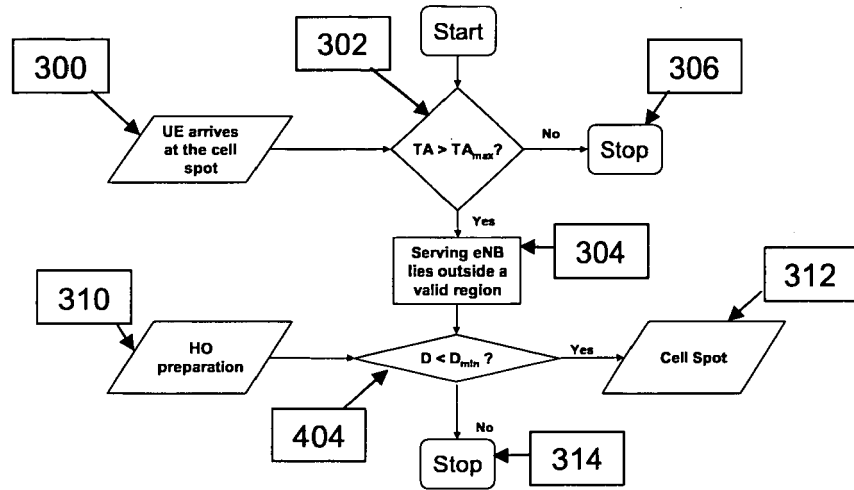 Start
302
300
306
UE arrives
at the cell
spot
TA > TAmax?
No
Stop
Yes
304
Serving eNB
lies outside a
valid region
312
310
HO
preparation
D < Dmin ?
Yes
Cell Spot
404
No
Stop
314